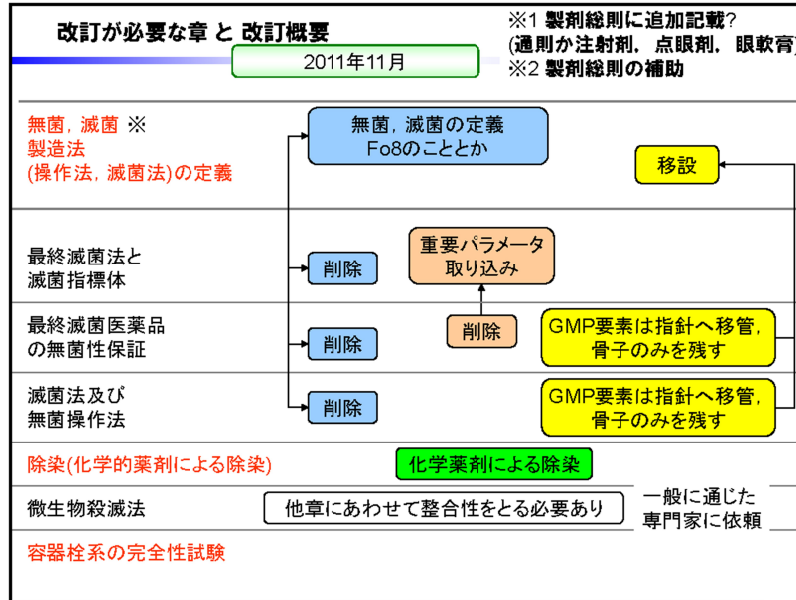 改訂が必要な章 と 改訂概要
※1 製剤総則に追加記載?
(通則か注射剤，点眼剤，眼軟膏)
※2 製剤総則の補助
2011年11月
無菌, 滅菌 ※
製造法
(操作法, 滅菌法)の定義
無菌, 滅菌の定義
Fo8のこととか
移設
最終滅菌法と
滅菌指標体
削除
重要パラメータ
取り込み
最終滅菌医薬品
の無菌性保証
削除
削除
GMP要素は指針へ移管,
骨子のみを残す
滅菌法及び
無菌操作法
削除
GMP要素は指針へ移管,
骨子のみを残す
除染(化学的薬剤による除染)
化学薬剤による除染
微生物殺滅法
他章にあわせて整合性をとる必要あり
一般に通じた
専門家に依頼
容器栓系の完全性試験